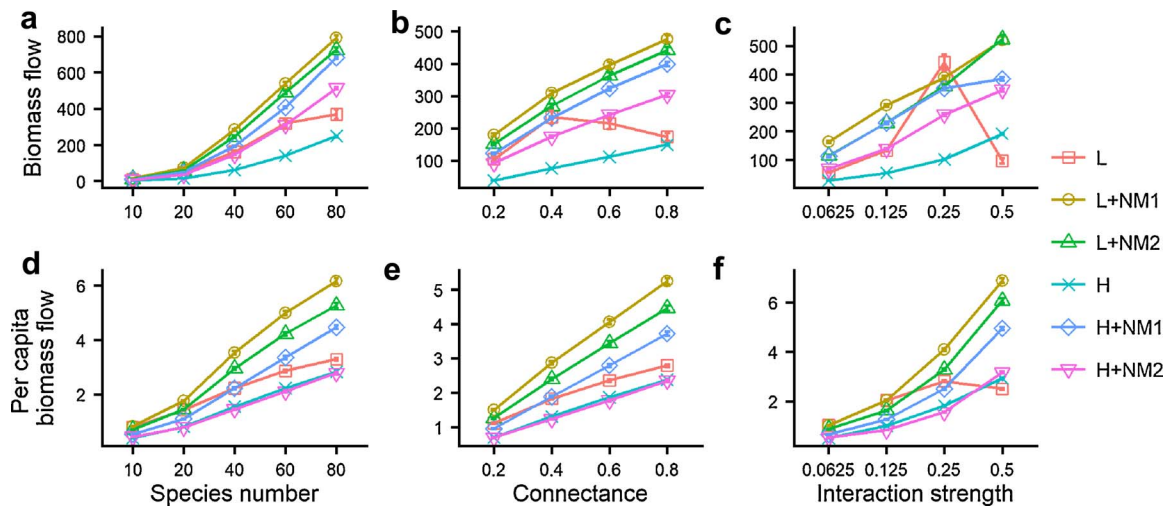 a
b
c
Biomass flow
800
600
400
200
0
10 20 40 60 80
500
400
300
200
100
0.2 0.4 0.6 0.8
500
400
300
200
100
0.0625 0.125 0.25 0.5
d
e
f
Per capita
biomass flow
6
4
2
10 20 40 60 80
Species number
5
4
3
2
1
0.2 0.4 0.6 0.8
Connectance
6
4
2
0.0625 0.125 0.25 0.5
Interaction strength
L
L+NM1
L+NM2
H
H+NM1
H+NM2